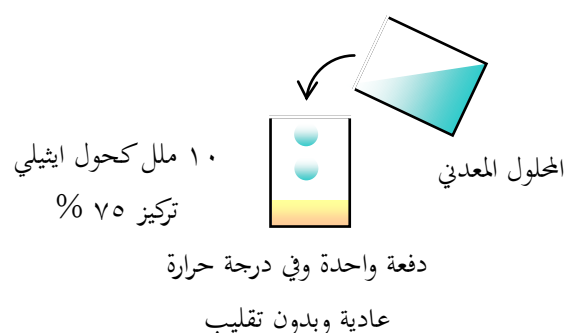 ١٠ ملل كحول ايثيلي
تركيز ٧٥ %
المحلول المعدني
دفعة واحدة وفي درجة حرارة
عادية وبدون تقليب